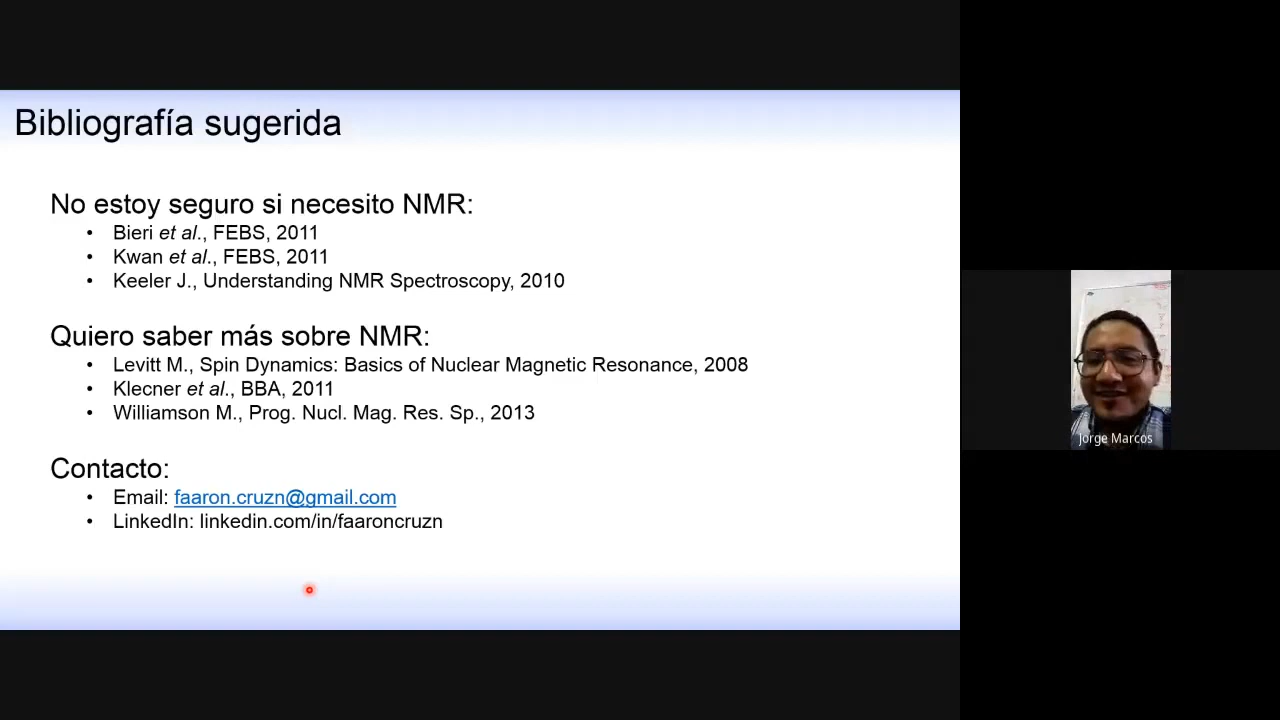 Bibliografía sugerida
No estoy seguro si necesito NMR:
• Bieri et al., FEBS, 2011
• Kwan et al., FEBS, 2011
• Keeler J., Understanding NMR Spectroscopy, 2010
Quiero saber más sobre NMR:
• Levitt M., Spin Dynamics: Basics of Nuclear Magnetic Resonance, 2008
• Klecner et al., BBA, 2011
• Williamson M., Prog. Nucl. Mag. Res. Sp., 2013
Contacto:
• Email: faaron.cruzn@gmail.com
• LinkedIn: linkedin.com/in/faaroncruzn
Jorge Marcos